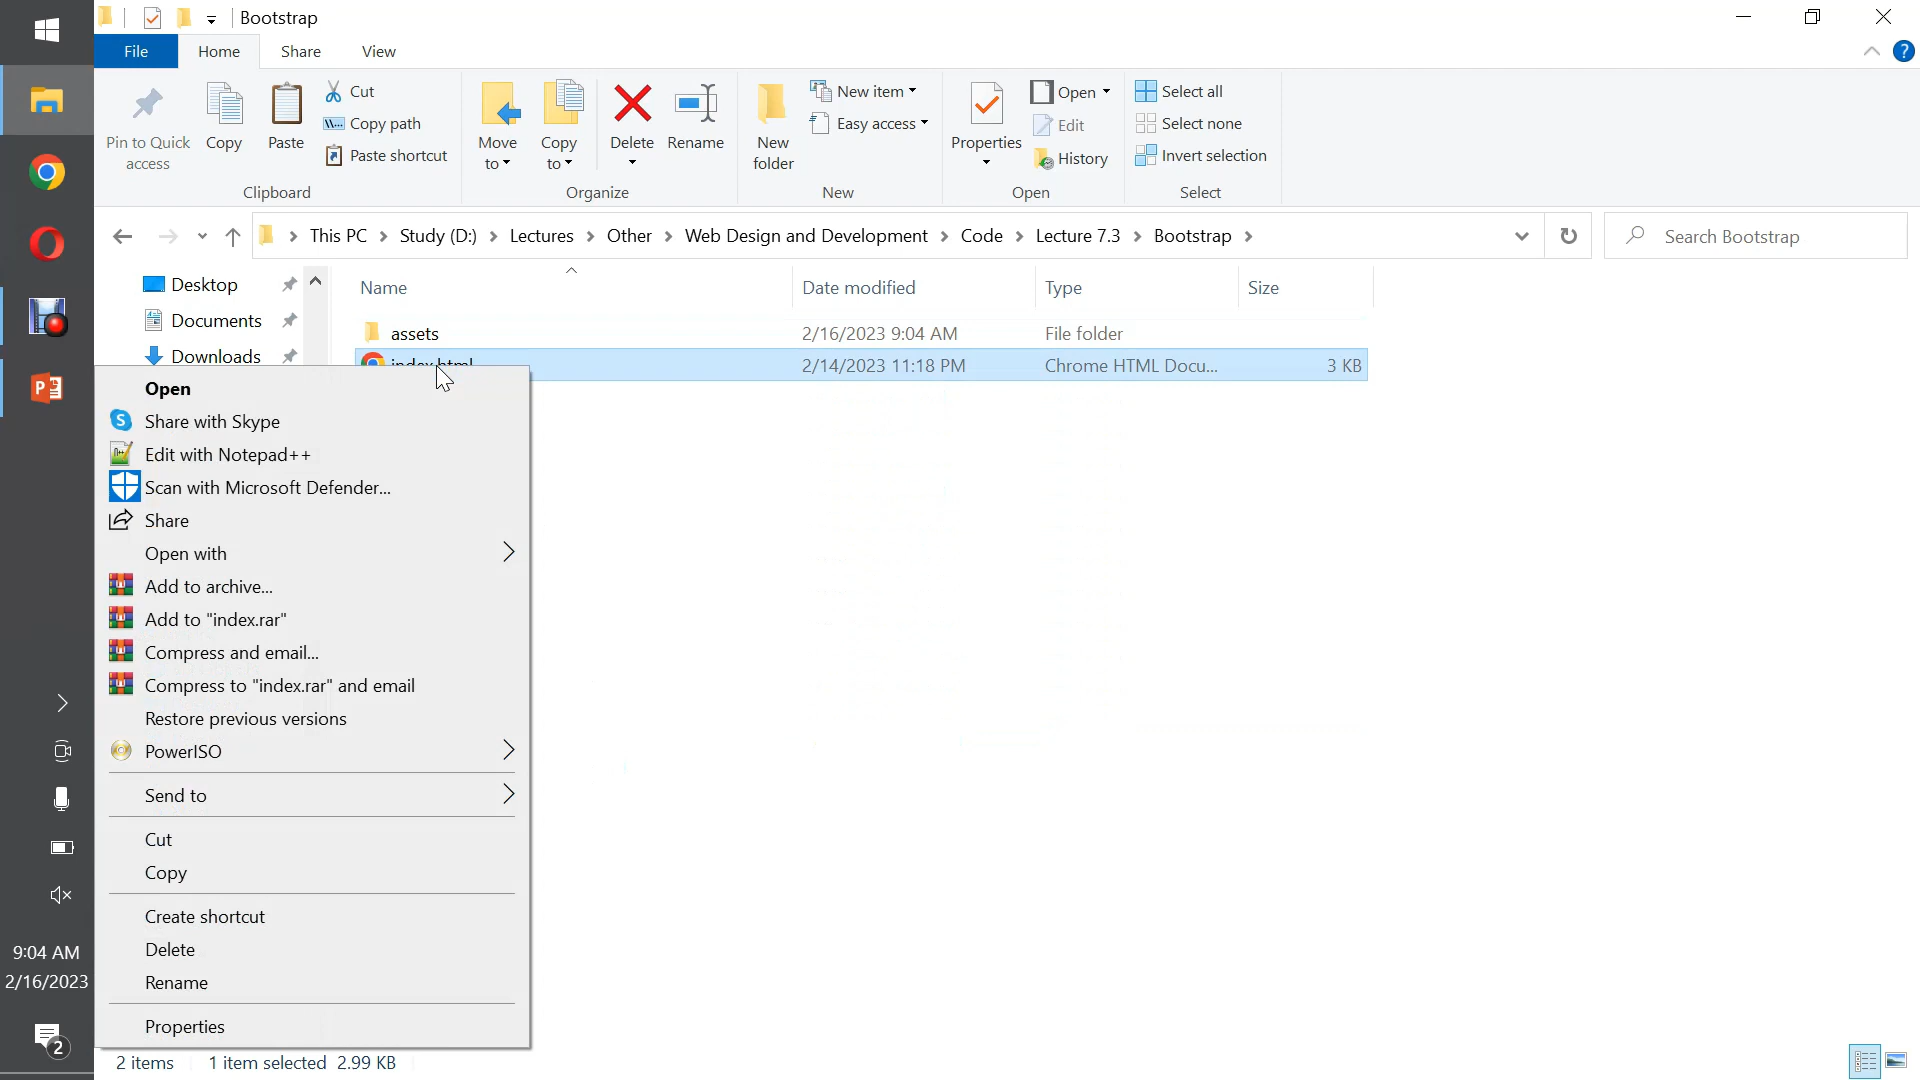 Bootstrap
File Home Share View
Pin to Quick access
Copy
Paste
Cut
Copy path
Paste shortcut
Clipboard
Move to
Copy to
Delete
Rename
Organize
New folder
New item
Easy access
New
Properties
Open
Edit
History
Open
Select all
Select none
Invert selection
Select
This PC Study (D:) Lectures Other Web Design and Development Code Lecture 7.3 Bootstrap
Search Bootstrap
Desktop
Documents
Downloads
Name Date modified Type Size
assets 2/16/2023 9:04 AM File folder
index.html 2/14/2023 11:18 PM Chrome HTML Docu... 3 KB
Open
Share with Skype
Edit with Notepad++
Scan with Microsoft Defender...
Share
Open with
Add to archive...
Add to "index.rar"
Compress and email...
Compress to "index.rar" and email
Restore previous versions
PowerISO
Send to
Cut
Copy
Create shortcut
Delete
Rename
Properties
9:04 AM
2/16/2023
2
2 items 1 item selected 2.99 KB